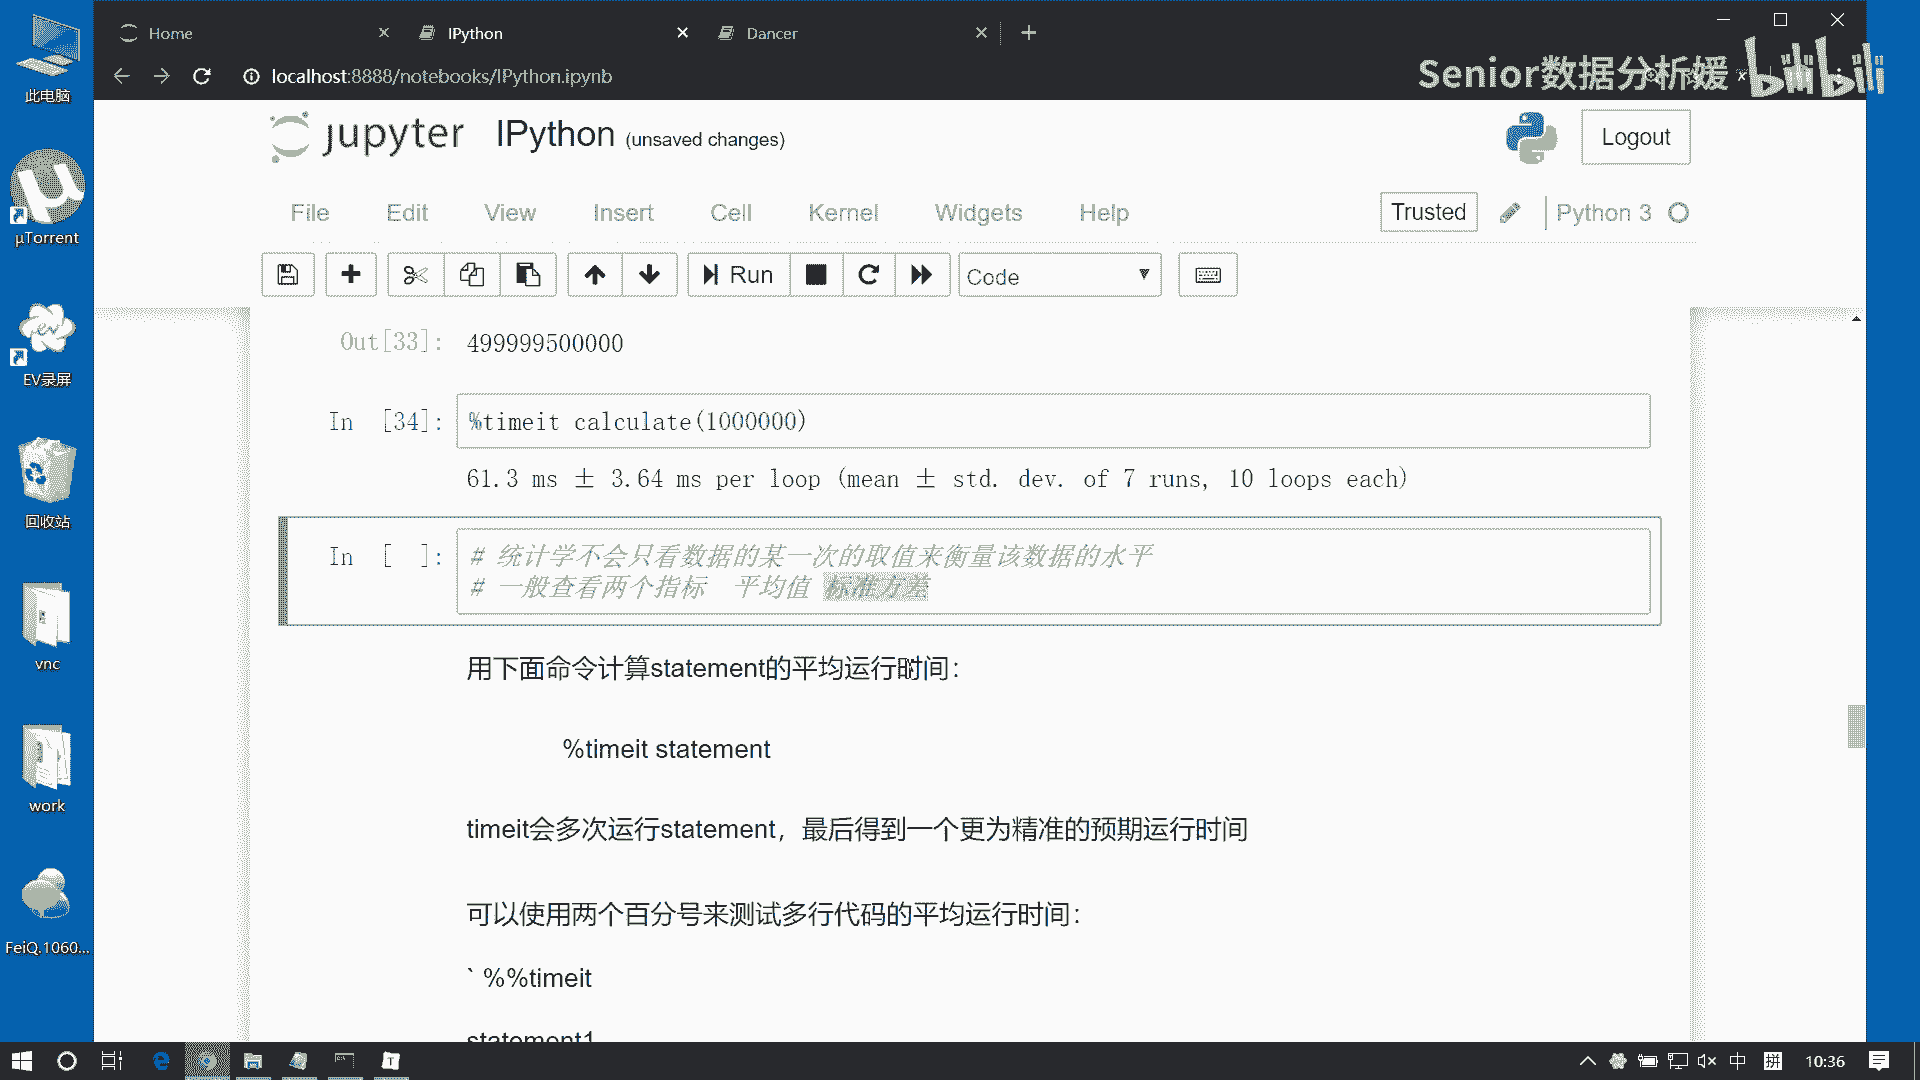 Home
IPython
Dancer
localhost:8888/notebooks/IPython.ipynb
Senior数据分析媛 bilibili
此电脑
µTorrent
EV录屏
回收站
vnc
work
FeiQ.1060...
jupyter IPython (unsaved changes)
Logout
File Edit View Insert Cell Kernel Widgets Help
Trusted
Python 3
Run
Code
Out[33]: 499999500000
In [34]: %timeit calculate(1000000)
61.3 ms ± 3.64 ms per loop (mean ± std. dev. of 7 runs, 10 loops each)
In [ ]: # 统计学不会只看数据的某一次的取值来衡量该数据的水平
# 一般查看两个指标 平均值 标准方差
用下面命令计算statement的平均运行时间：
%timeit statement
timeit会多次运行statement，最后得到一个更为精准的预期运行时间
可以使用两个百分号来测试多行代码的平均运行时间：
` %%timeit
statement1
中
拼
10:36